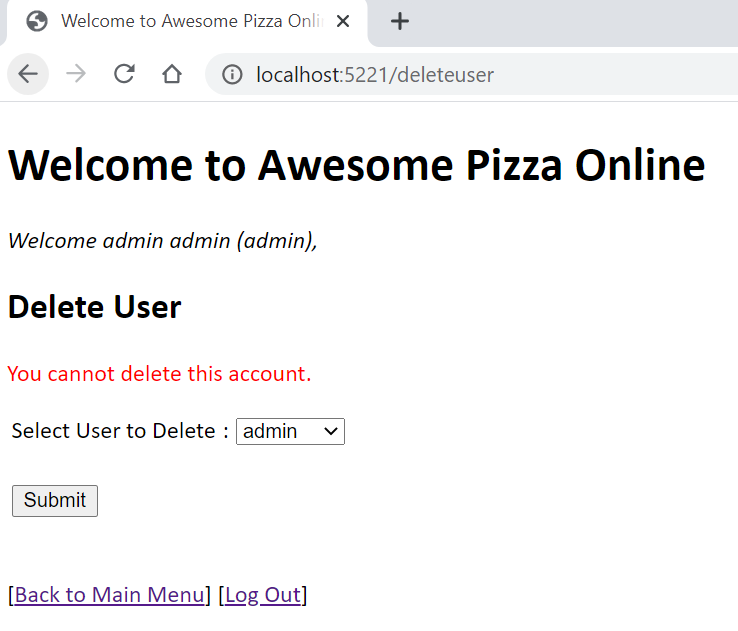 Welcome to Awesome Pizza Onli
localhost:5221/deleteuser
Welcome to Awesome Pizza Online
Welcome admin admin (admin),
Delete User
You cannot delete this account.
Select User to Delete : admin
Submit
[Back to Main Menu] [Log Out]